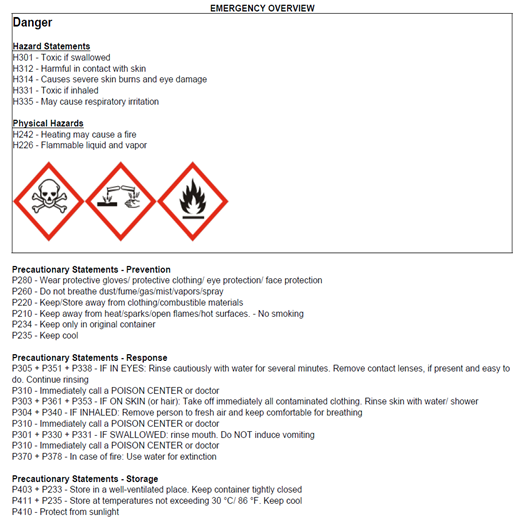 EMERGENCY OVERVIEW
Danger
Hazard Statements
H301 - Toxic if swallowed
H312 - Harmful in contact with skin
H314 - Causes severe skin burns and eye damage
H331 - Toxic if inhaled
H335 - May cause respiratory irritation
Physical Hazards
H242 - Heating may cause a fire
H226 - Flammable liquid and vapor
Precautionary Statements - Prevention
P280 - Wear protective gloves/ protective clothing/ eye protection/ face protection
P260 - Do not breathe dust/fume/gas/mist/vapors/spray
P220 - Keep/Store away from clothing/combustible materials
P210 - Keep away from heat/sparks/open flames/hot surfaces. - No smoking
P234 - Keep only in original container
P235 - Keep cool
Precautionary Statements - Response
P305 + P351 + P338 - IF IN EYES: Rinse cautiously with water for several minutes. Remove contact lenses, if present and easy to
do. Continue rinsing
P310 - Immediately call a POISON CENTER or doctor
P303 + P361 + P353 - IF ON SKIN (or hair): Take off immediately all contaminated clothing. Rinse skin with water/ shower
P304 + P340 - IF INHALED: Remove person to fresh air and keep comfortable for breathing
P310 - Immediately call a POISON CENTER or doctor
P301 + P330 + P331 - IF SWALLOWED: rinse mouth. Do NOT induce vomiting
P310 - Immediately call a POISON CENTER or doctor
P370 + P378 - In case of fire: Use water for extinction
Precautionary Statements - Storage
P403 + P233 - Store in a well-ventilated place. Keep container tightly closed
P411 + P235 - Store at temperatures not exceeding 30 °C/ 86 °F. Keep cool
P410 - Protect from sunlight